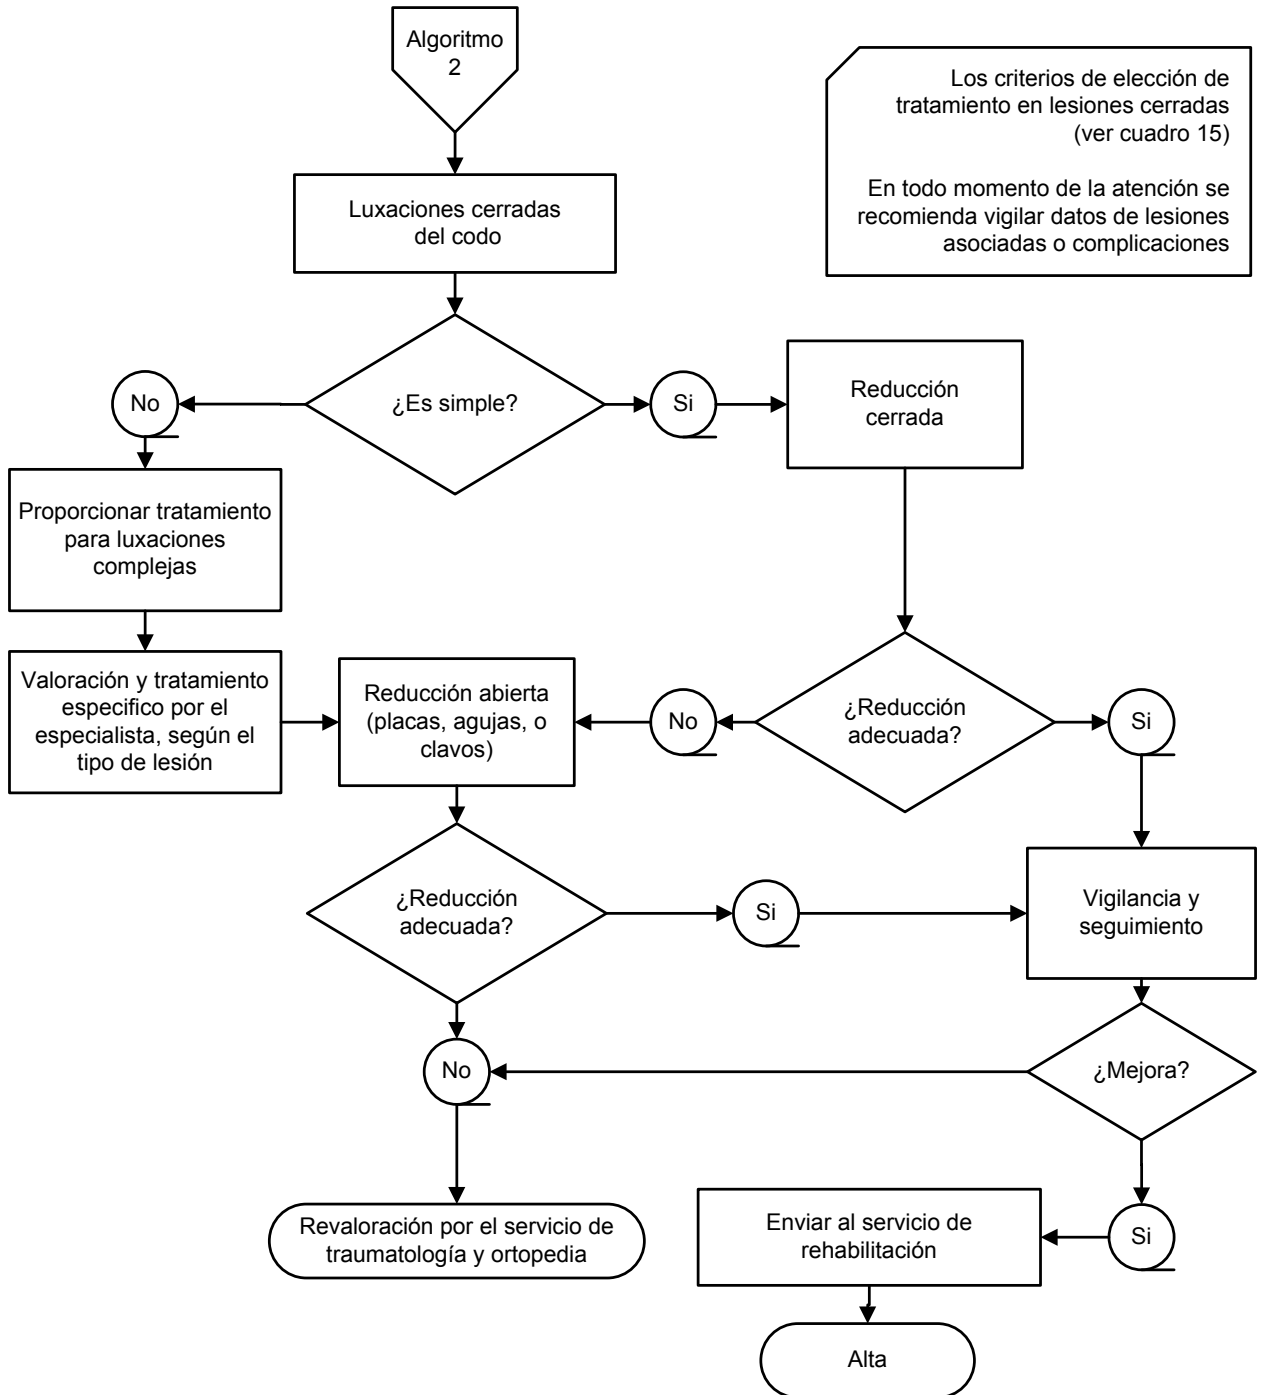 Algoritmo
2
Los criterios de elección de
tratamiento en lesiones cerradas
(ver cuadro 15)
En todo momento de la atención se
recomienda vigilar datos de lesiones
asociadas o complicaciones
Luxaciones cerradas
del codo
¿Es simple?
No
Si
Reducción
cerrada
Proporcionar tratamiento
para luxaciones
complejas
Valoración y tratamiento
especifico por el
especialista, según el
tipo de lesión
Reducción abierta
(placas, agujas, o
clavos)
No
¿Reducción
adecuada?
Si
¿Reducción
adecuada?
Si
Vigilancia y
seguimiento
No
¿Mejora?
Revaloración por el servicio de
traumatología y ortopedia
Enviar al servicio de
rehabilitación
Si
Alta